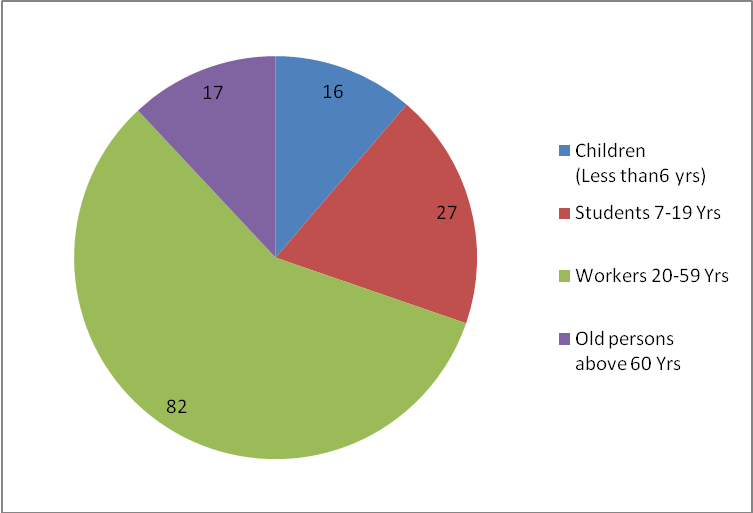 17
16
27
82
Children
(Less than6 yrs)
Students 7-19 Yrs
Workers 20-59 Yrs
Old persons
above 60 Yrs